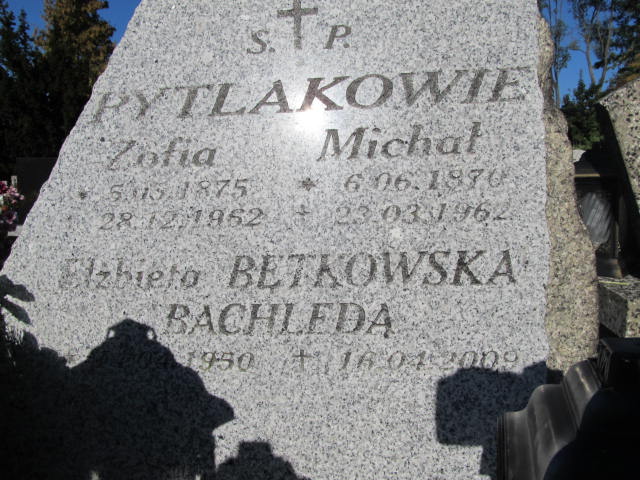 Ś. P.
PYTLAKOWIE
Zofia Michał
* 5.05.1875 * 6.06.1870
28.12.1962 + 23.03.1962
Elżbieta BETKOWSKA
BACHLEDA
1950 + 16.04.2009